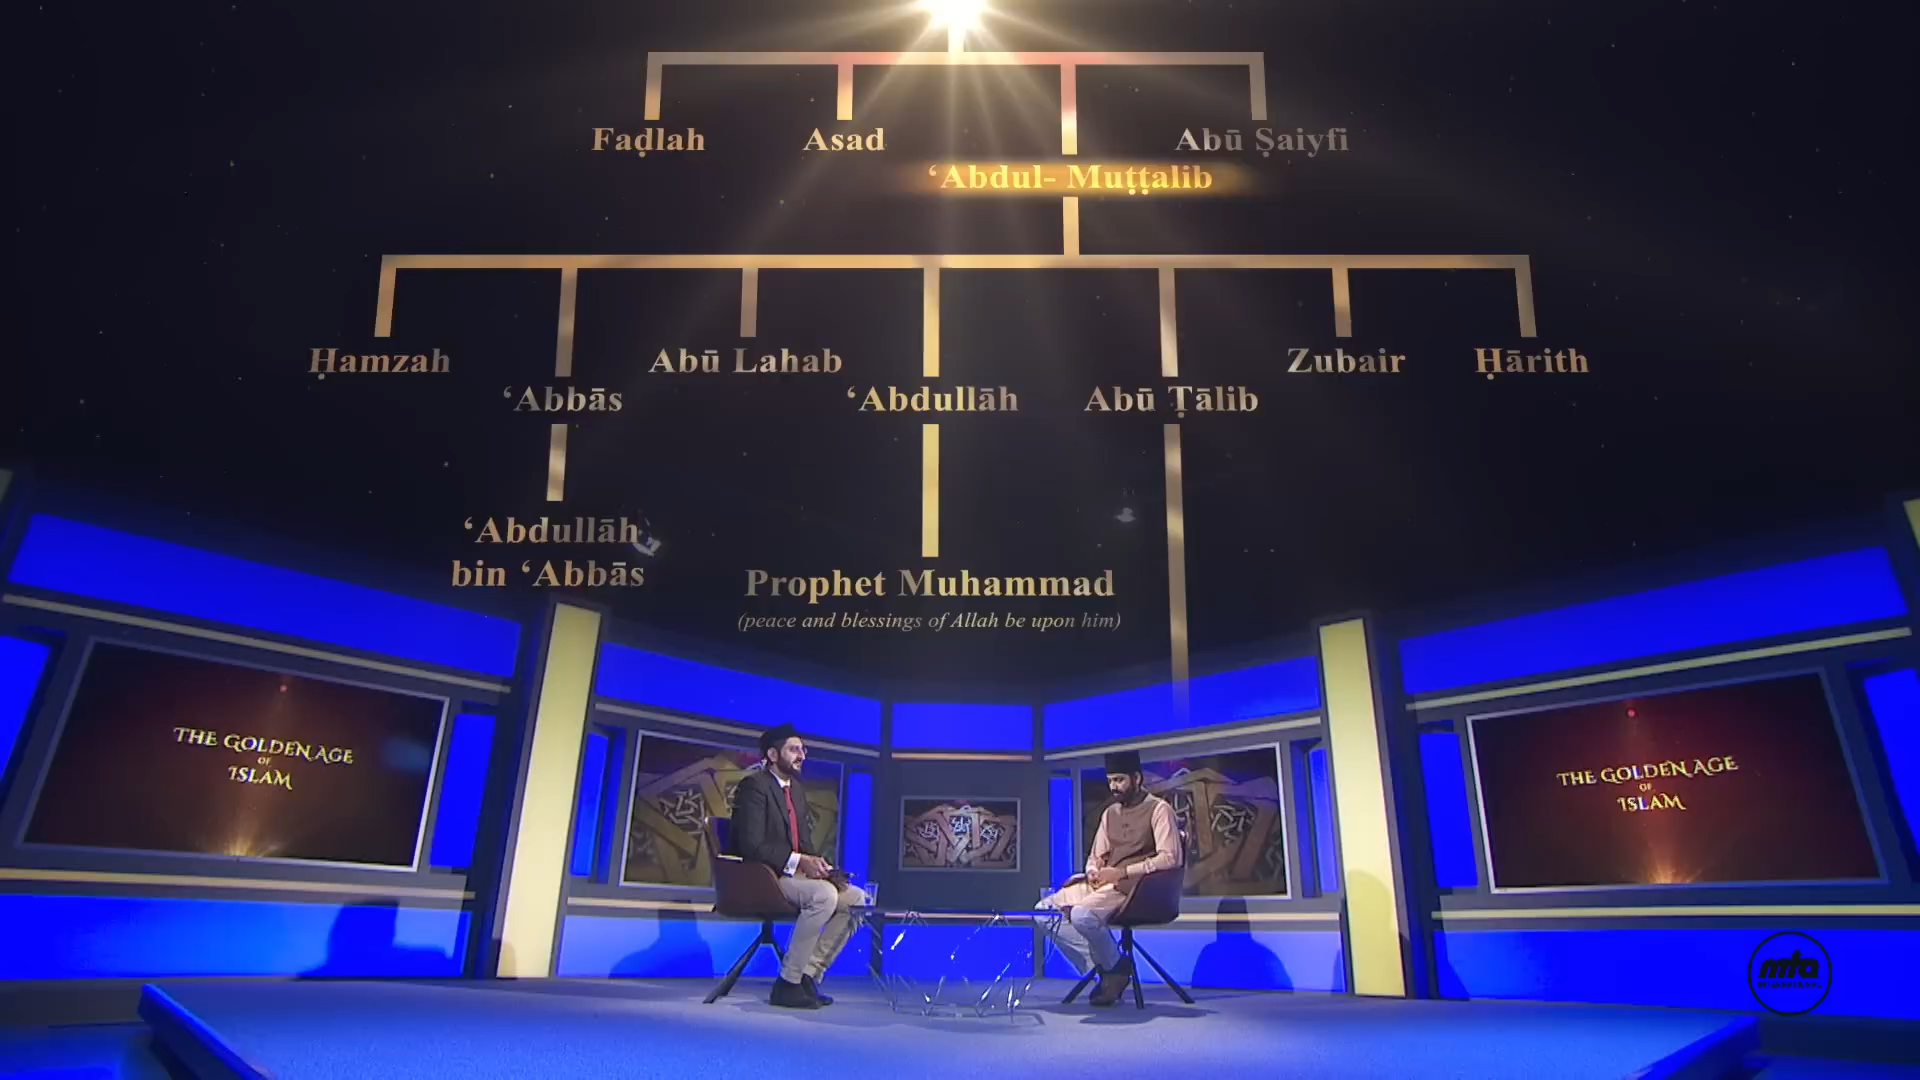 Faḍlah
Asad
Abū Ṣaiyfi
‘Abdul- Muṭṭalib
Ḥamzah
Abū Lahab
Zubair
Ḥārith
‘Abbās
‘Abdullāh
Abū Ṭālib
‘Abdullāh
bin ‘Abbās
Prophet Muhammad
(peace and blessings of Allah be upon him)
THE GOLDEN AGE
OF
ISLAM
THE GOLDEN AGE
OF
ISLAM
mta